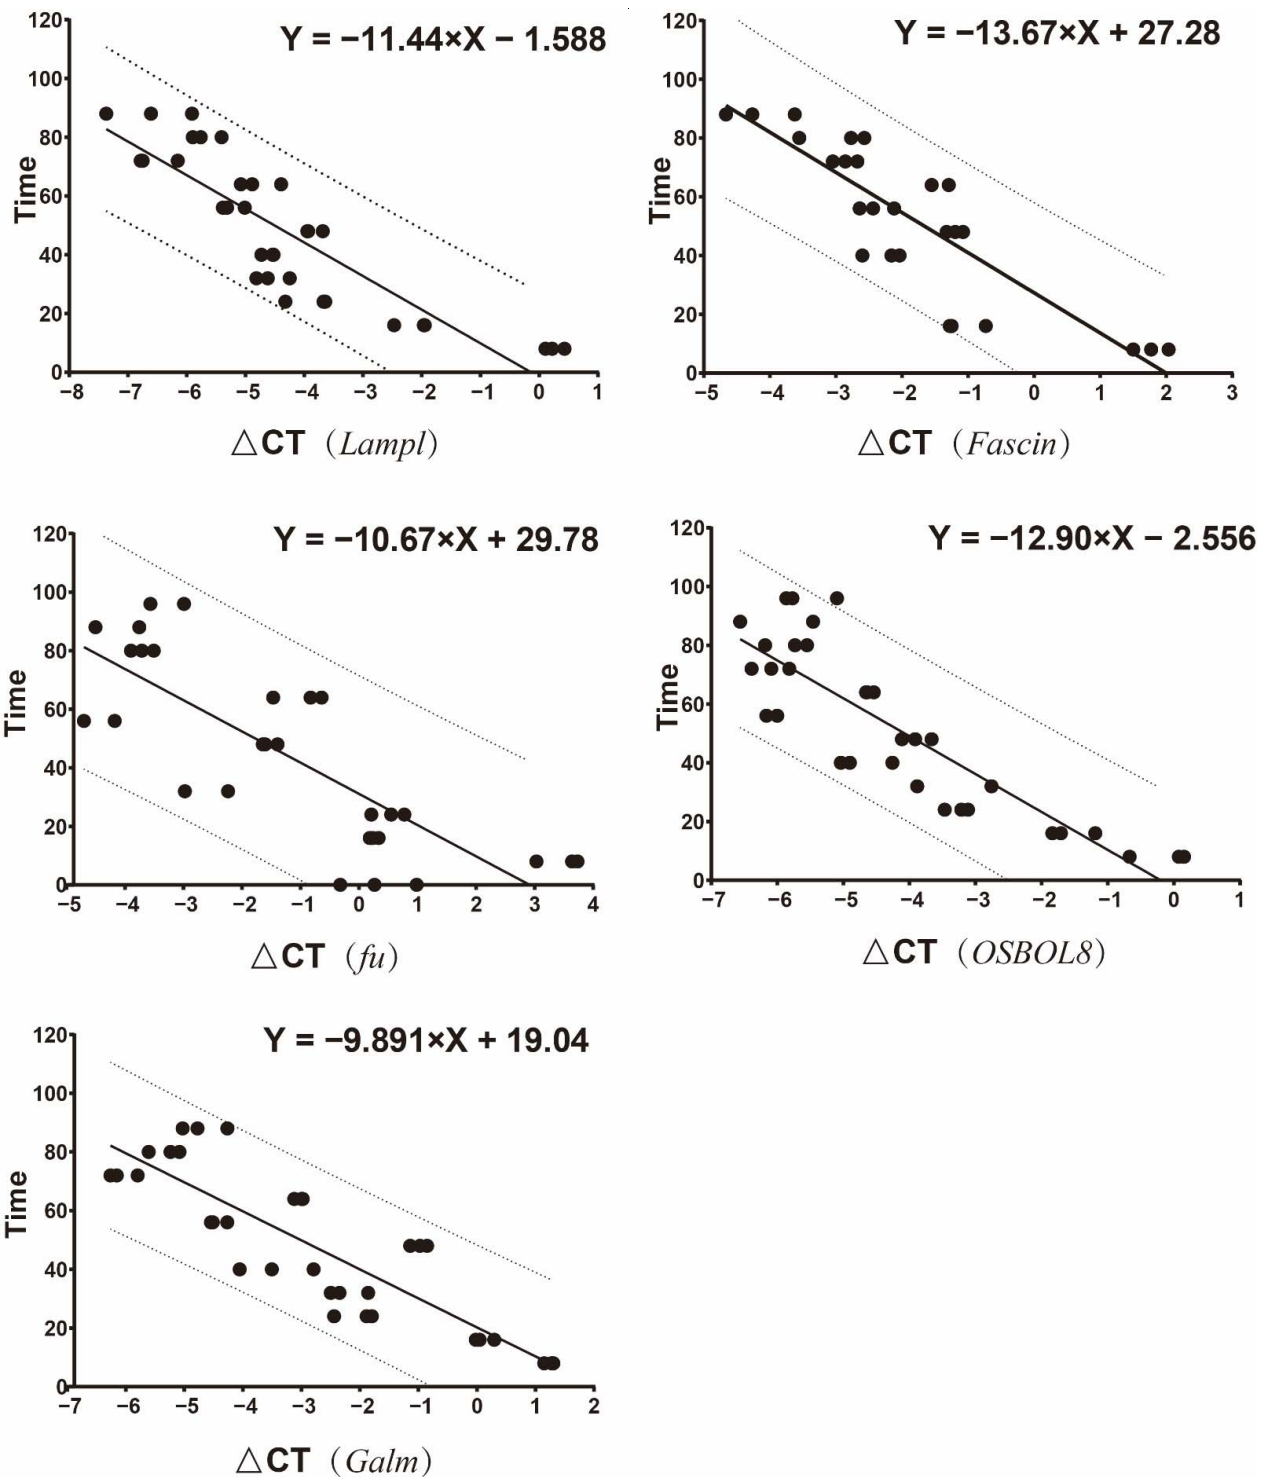 Y = −11.44×X − 1.588
120
100
80
60
40
20
0
Time
−8 −7 −6 −5 −4 −3 −2 −1 0 1
△CT（Lampl）
Y = −13.67×X + 27.28
120
100
80
60
40
20
0
Time
−5 −4 −3 −2 −1 0 1 2 3
△CT（Fascin）
Y = −10.67×X + 29.78
120
100
80
60
40
20
0
Time
−5 −4 −3 −2 −1 0 1 2 3 4
△CT（fu）
Y = −12.90×X − 2.556
120
100
80
60
40
20
0
Time
−7 −6 −5 −4 −3 −2 −1 0 1
△CT（OSBOL8）
Y = −9.891×X + 19.04
120
100
80
60
40
20
0
Time
−7 −6 −5 −4 −3 −2 −1 0 1 2
△CT（Galm）